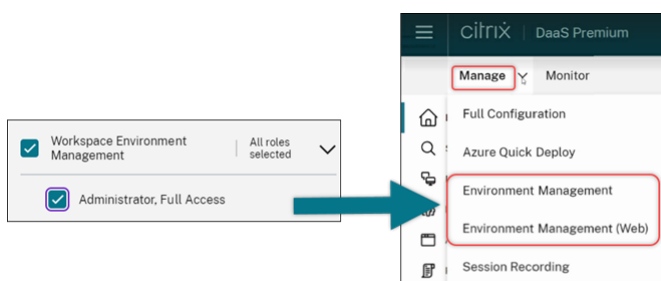 citrix | DaaS Premium
Manage
Monitor
Full Configuration
Azure Quick Deploy
Environment Management
Environment Management (Web)
Session Recording
Workspace Environment
Management
All roles
selected
Administrator, Full Access